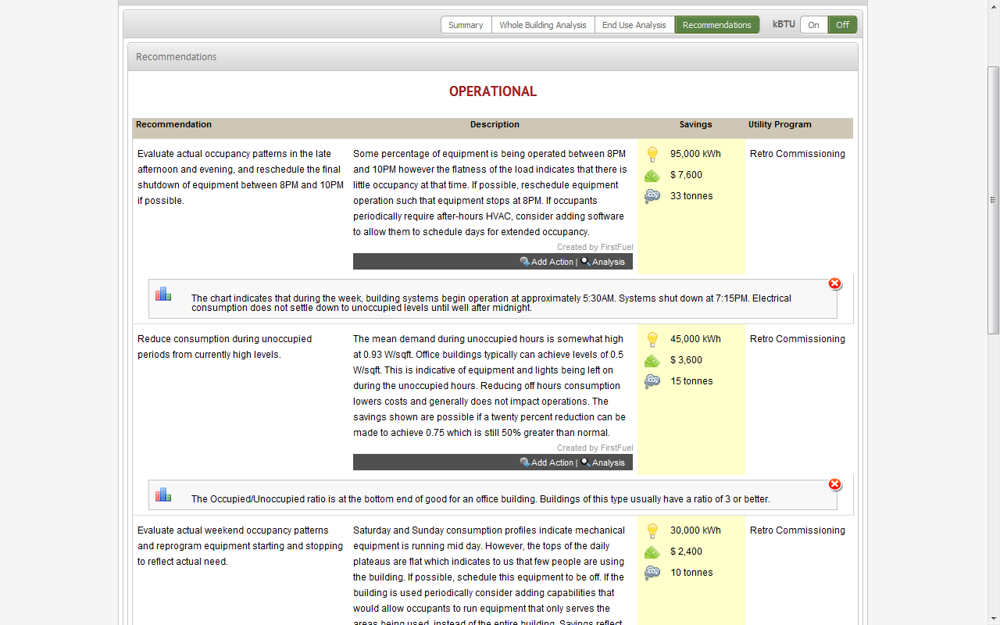 Summary Whole Building Analysis End Use Analysis Recommendations kBTU On Off
Recommendations
OPERATIONAL
Recommendation Description Savings Utility Program
Evaluate actual occupancy patterns in the late
afternoon and evening, and reschedule the final
shutdown of equipment between 8PM and 10PM
if possible.
Some percentage of equipment is being operated between 8PM
and 10PM however the flatness of the load indicates that there is
little occupancy at that time. If possible, reschedule equipment
operation such that equipment stops at 8PM. If occupants
periodically require after-hours HVAC, consider adding software
to allow them to schedule days for extended occupancy.
Created by FirstFuel
Add Action | Analysis
95,000 kWh
$ 7,600
33 tonnes
Retro Commissioning
The chart indicates that during the week, building systems begin operation at approximately 5:30AM. Systems shut down at 7:15PM. Electrical
consumption does not settle down to unoccupied levels until well after midnight.
Reduce consumption during unoccupied
periods from currently high levels.
The mean demand during unoccupied hours is somewhat high
at 0.93 W/sqft. Office buildings typically can achieve levels of 0.5
W/sqft. This is indicative of equipment and lights being left on
during the unoccupied hours. Reducing off hours consumption
lowers costs and generally does not impact operations. The
savings shown are possible if a twenty percent reduction can be
made to achieve 0.75 which is still 50% greater than normal.
Created by FirstFuel
Add Action | Analysis
45,000 kWh
$ 3,600
15 tonnes
Retro Commissioning
The Occupied/Unoccupied ratio is at the bottom end of good for an office building. Buildings of this type usually have a ratio of 3 or better.
Evaluate actual weekend occupancy patterns
and reprogram equipment starting and stopping
to reflect actual need.
Saturday and Sunday consumption profiles indicate mechanical
equipment is running mid day. However, the tops of the daily
plateaus are flat which indicates to us that few people are using
the building. If possible, schedule this equipment to be off. If the
building is used periodically consider adding capabilities that
would allow occupants to run equipment that only serves the
areas being used, instead of the entire building. Savings reflect
30,000 kWh
$ 2,400
10 tonnes
Retro Commissioning